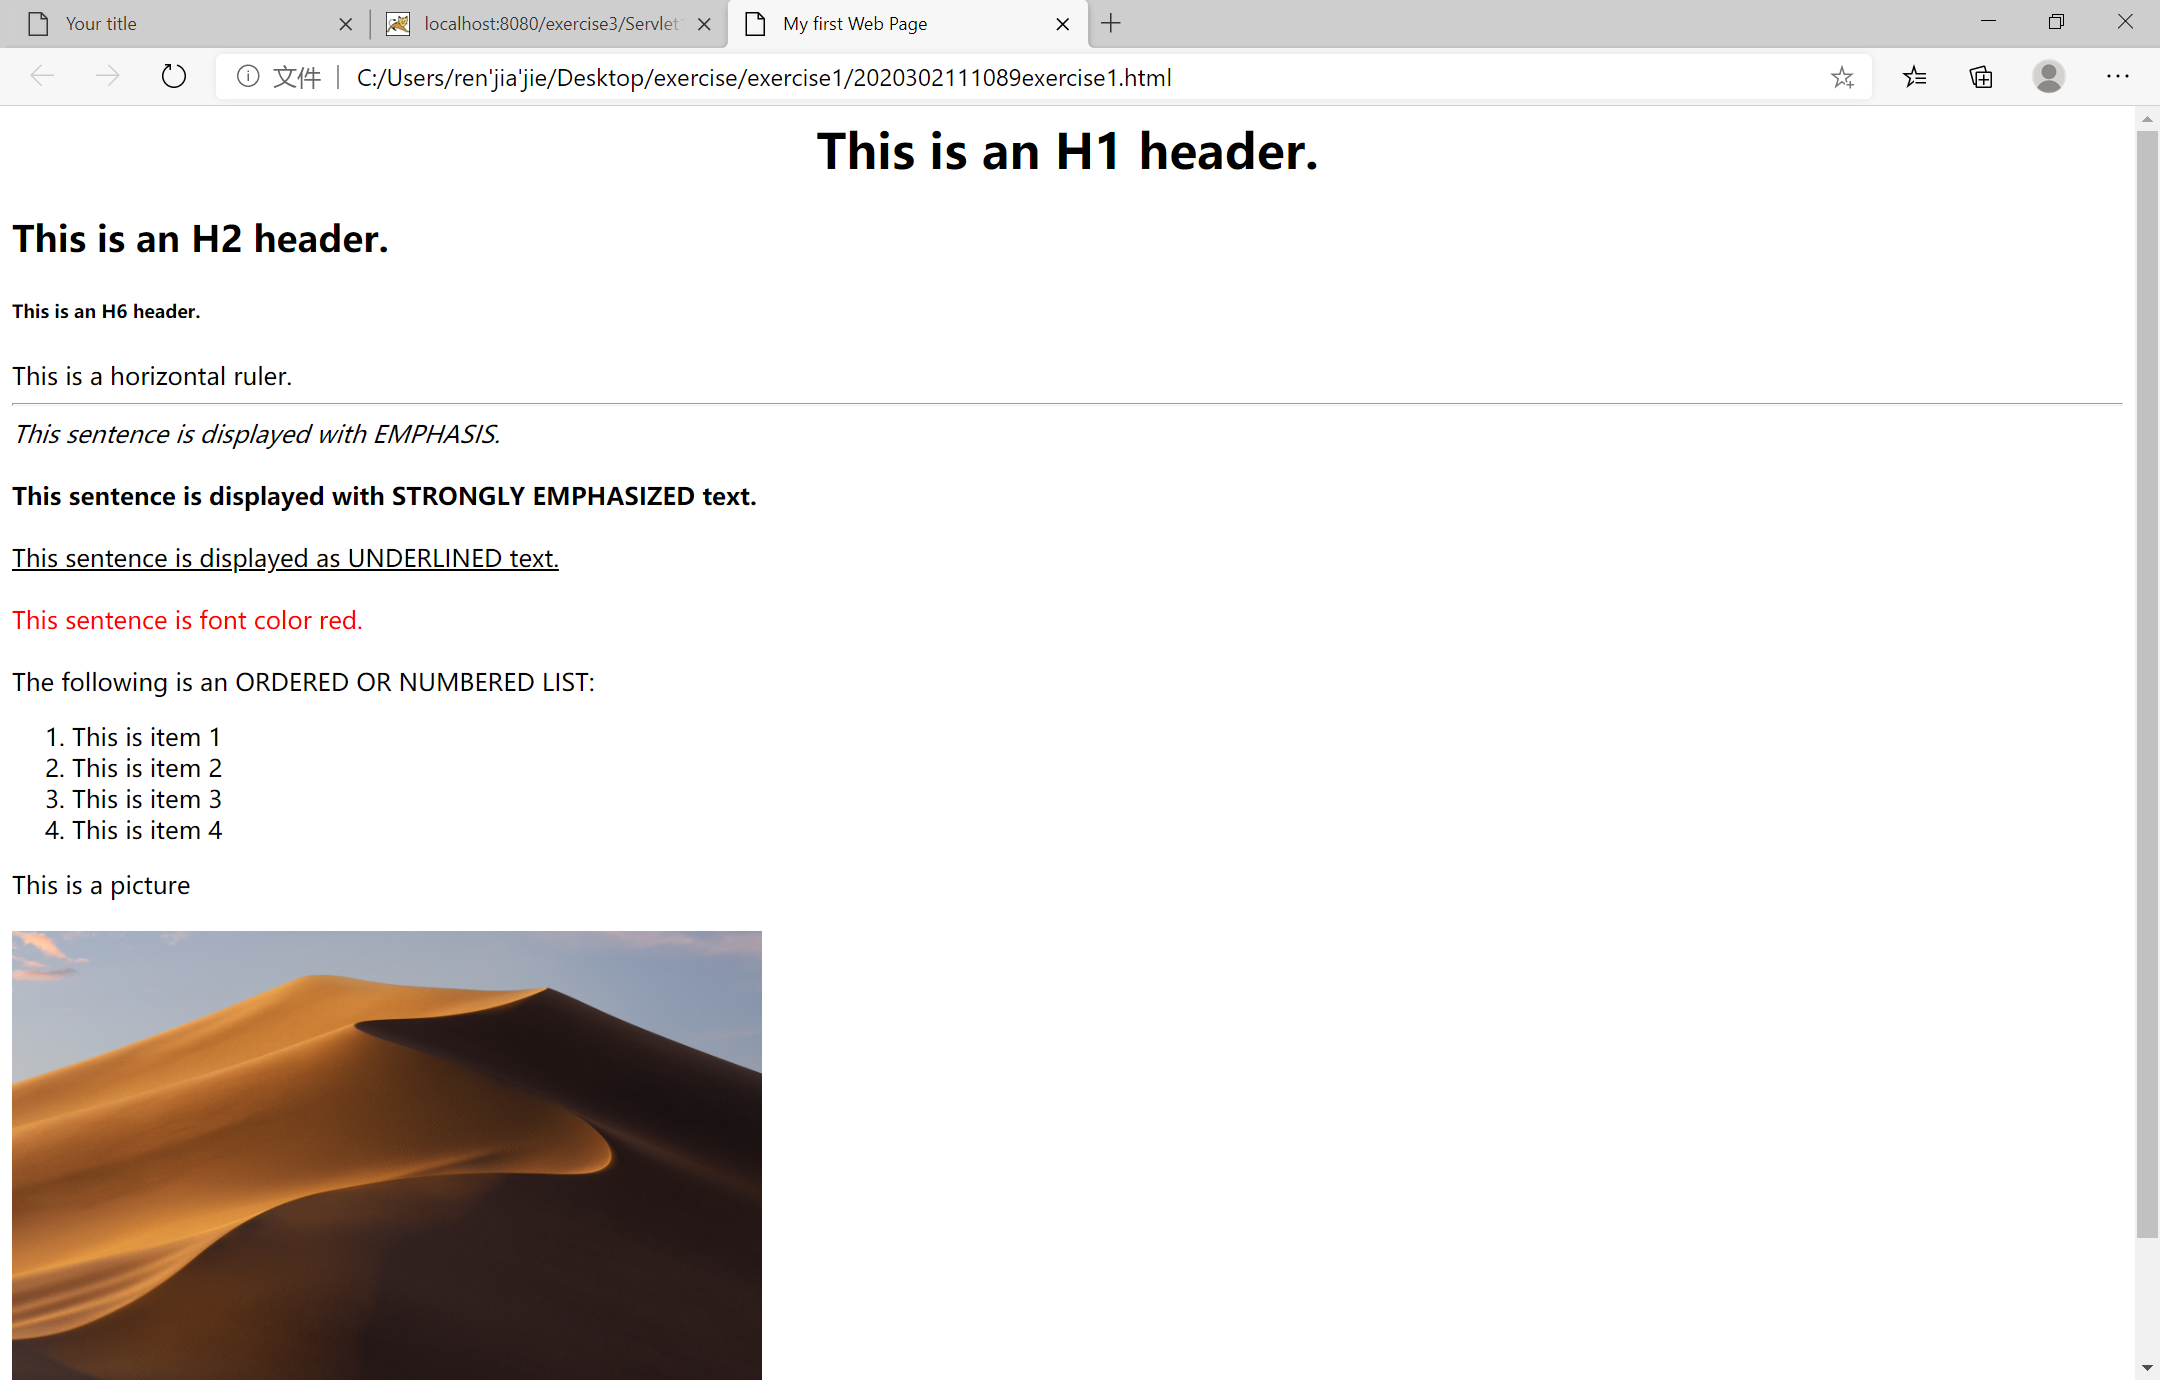 Your title
localhost:8080/exercise3/Servlet
My first Web Page
文件
C:/Users/ren'jia'jie/Desktop/exercise/exercise1/2020302111089exercise1.html
This is an H1 header.
This is an H2 header.
This is an H6 header.
This is a horizontal ruler.
This sentence is displayed with EMPHASIS.
This sentence is displayed with STRONGLY EMPHASIZED text.
This sentence is displayed as UNDERLINED text.
This sentence is font color red.
The following is an ORDERED OR NUMBERED LIST:
1. This is item 1
2. This is item 2
3. This is item 3
4. This is item 4
This is a picture